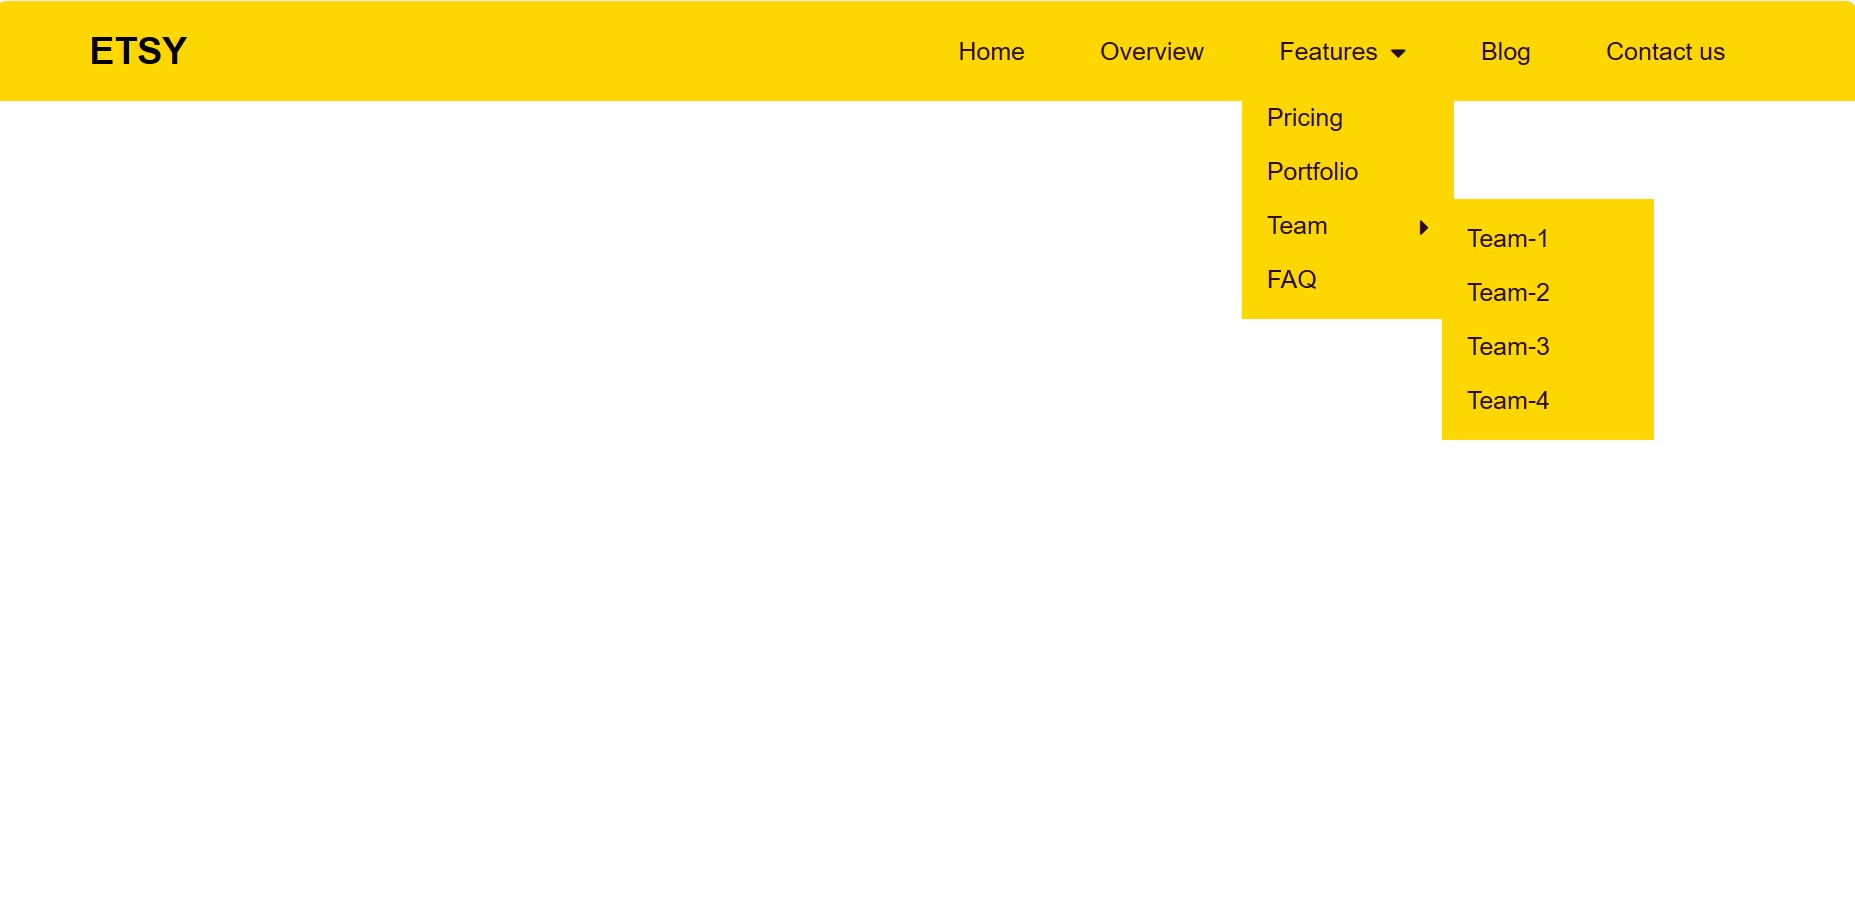 ETSY
Home Overview Features Blog Contact us
Pricing
Portfolio
Team
FAQ
Team-1
Team-2
Team-3
Team-4